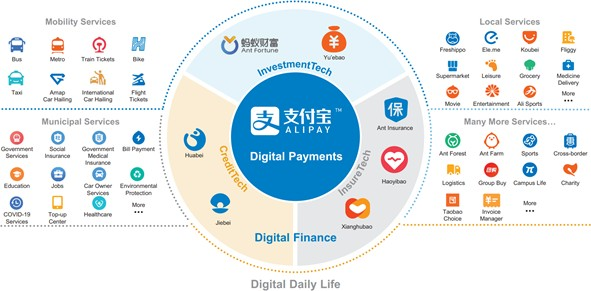 Mobility Services
Bus
Metro
Train Tickets
Bike
Taxi
Amap
Car Hailing
International
Car Hailing
Flight
Tickets
Municipal Services
Government
Services
Social
Insurance
Government
Medical
Insurance
Bill Payment
Education
Jobs
Car Owner
Services
Environmental
Protection
COVID-19
Services
Top-up
Center
Healthcare
More
•••
蚂蚁财富
Ant Fortune
Yu'ebao
InvestmentTech
CreditTech
Huabei
Jiebei
支 支付宝 ™
ALIPAY
Digital Payments
InsureTech
保
Ant Insurance
Haoyibao
Xianghubao
Digital Finance
Digital Daily Life
Local Services
Freshippo
Ele.me
Koubei
Fliggy
Supermarket
Leisure
Grocery
Medicine
Delivery
Movie
Entertainment
Ali Sports
More
•••
Many More Services...
Ant Forest
Ant Farm
Sports
Cross-border
Logistics
Group Buy
Campus Life
Charity
Taobao
Choice
Invoice
Manager
More
•••